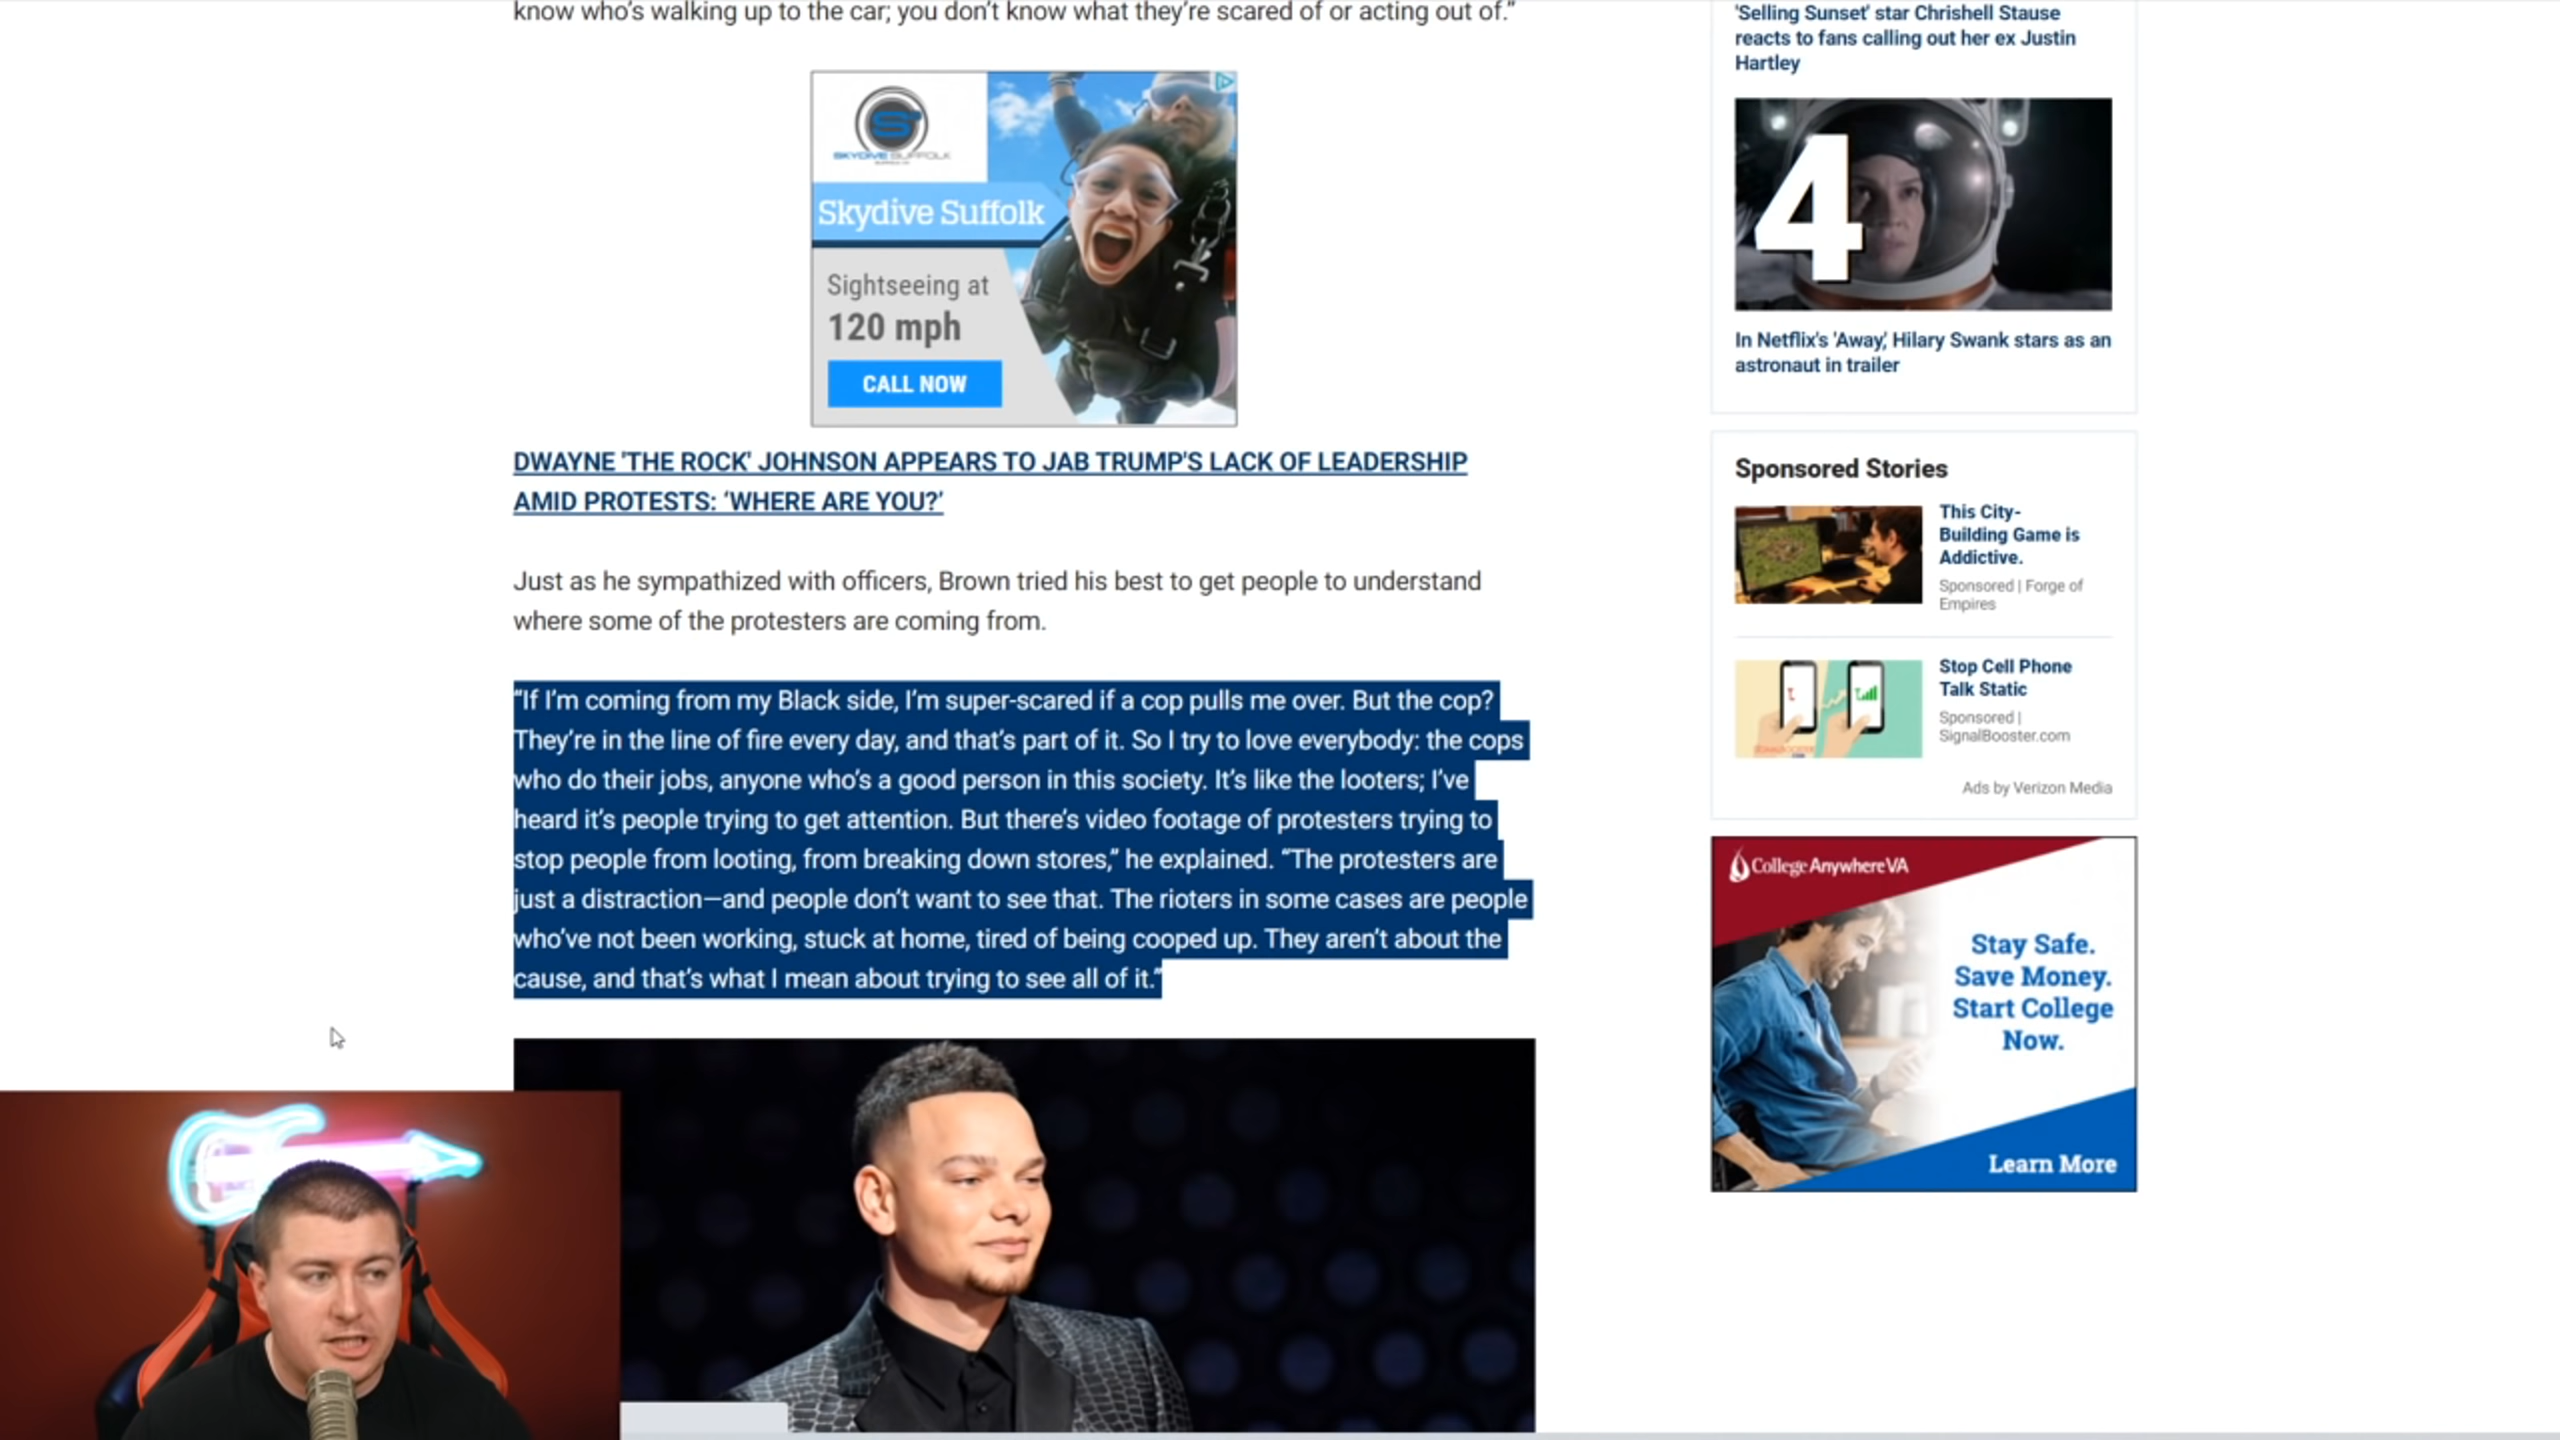 know who's walking up to the car; you don't know what they're scared of or acting out of."
SKYDIVE SUFFOLK
Skydive Suffolk
Sightseeing at
120 mph
CALL NOW
DWAYNE 'THE ROCK' JOHNSON APPEARS TO JAB TRUMP'S LACK OF LEADERSHIP
AMID PROTESTS: ‘WHERE ARE YOU?’
Just as he sympathized with officers, Brown tried his best to get people to understand
where some of the protesters are coming from.
“If I’m coming from my Black side, I’m super-scared if a cop pulls me over. But the cop?
They’re in the line of fire every day, and that’s part of it. So I try to love everybody: the cops
who do their jobs, anyone who’s a good person in this society. It’s like the looters; I’ve
heard it’s people trying to get attention. But there’s video footage of protesters trying to
stop people from looting, from breaking down stores,” he explained. “The protesters are
just a distraction—and people don’t want to see that. The rioters in some cases are people
who’ve not been working, stuck at home, tired of being cooped up. They aren’t about the
cause, and that’s what I mean about trying to see all of it.”
'Selling Sunset' star Chrishell Stause
reacts to fans calling out her ex Justin
Hartley
4
In Netflix's 'Away,' Hilary Swank stars as an
astronaut in trailer
Sponsored Stories
This City-
Building Game is
Addictive.
Sponsored | Forge of
Empires
Stop Cell Phone
Talk Static
Sponsored |
SignalBooster.com
Ads by Verizon Media
College Anywhere VA
Stay Safe.
Save Money.
Start College
Now.
Learn More